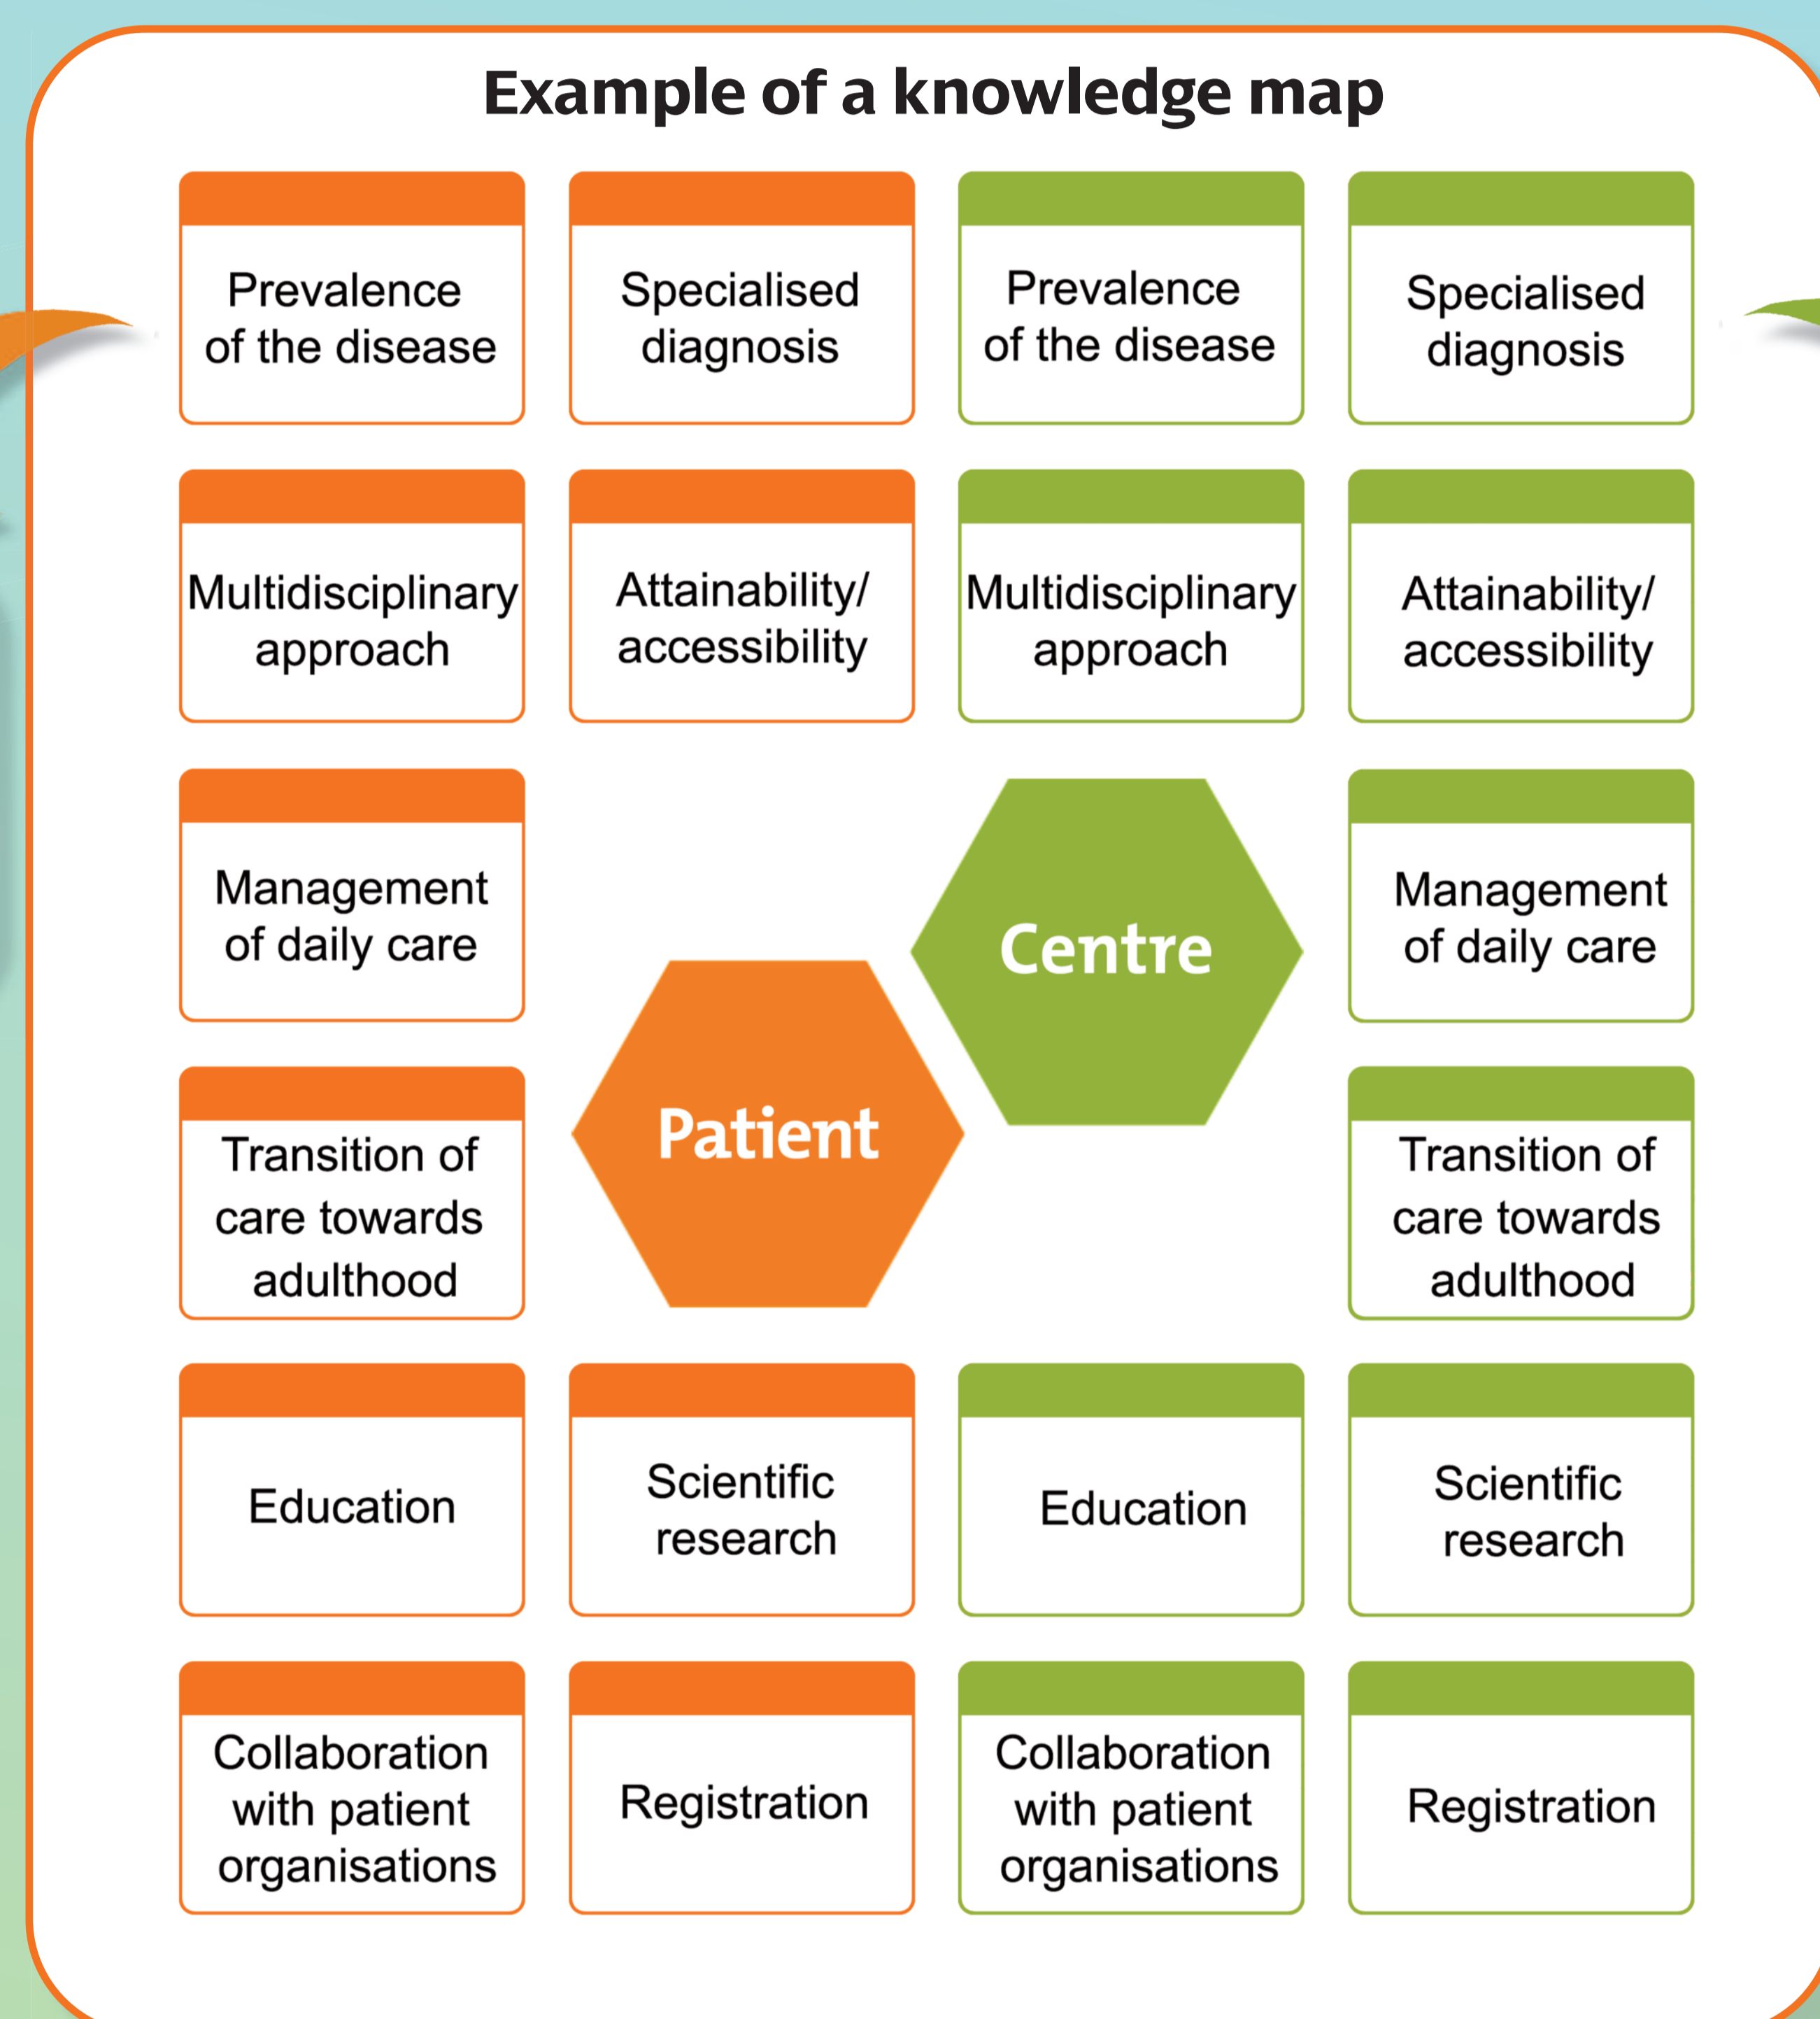 Example of a knowledge map
Prevalence
of the disease
Specialised
diagnosis
Prevalence
of the disease
Specialised
diagnosis
Multidisciplinary
approach
Attainability/
accessibility
Multidisciplinary
approach
Attainability/
accessibility
Management
of daily care
Centre
Management
of daily care
Transition of
care towards
adulthood
Patient
Transition of
care towards
adulthood
Education
Scientific
research
Education
Scientific
research
Collaboration
with patient
organisations
Registration
Collaboration
with patient
organisations
Registration